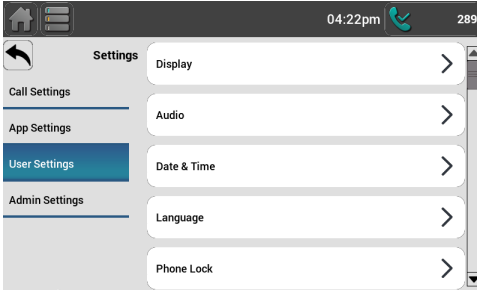 04:22pm 289
Settings
Call Settings
App Settings
User Settings
Admin Settings
Display
Audio
Date & Time
Language
Phone Lock